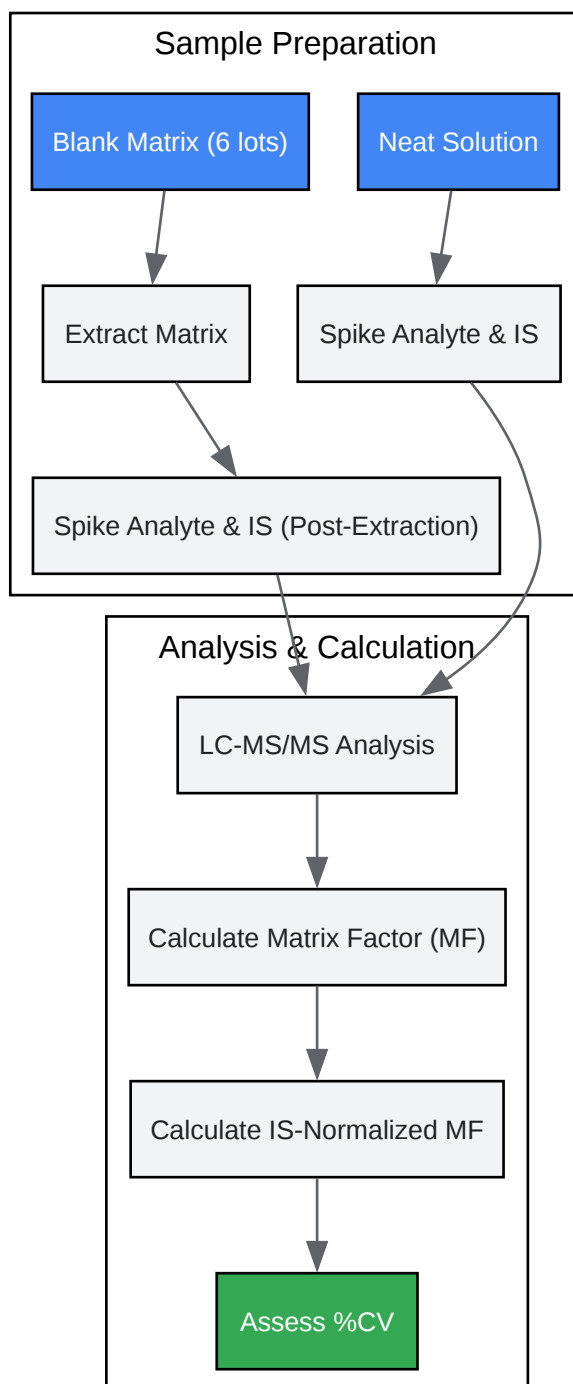 Sample Preparation
Blank Matrix (6 lots)
Neat Solution
Extract Matrix
Spike Analyte & IS
Spike Analyte & IS (Post-Extraction)
Analysis & Calculation
LC-MS/MS Analysis
Calculate Matrix Factor (MF)
Calculate IS-Normalized MF
Assess %CV